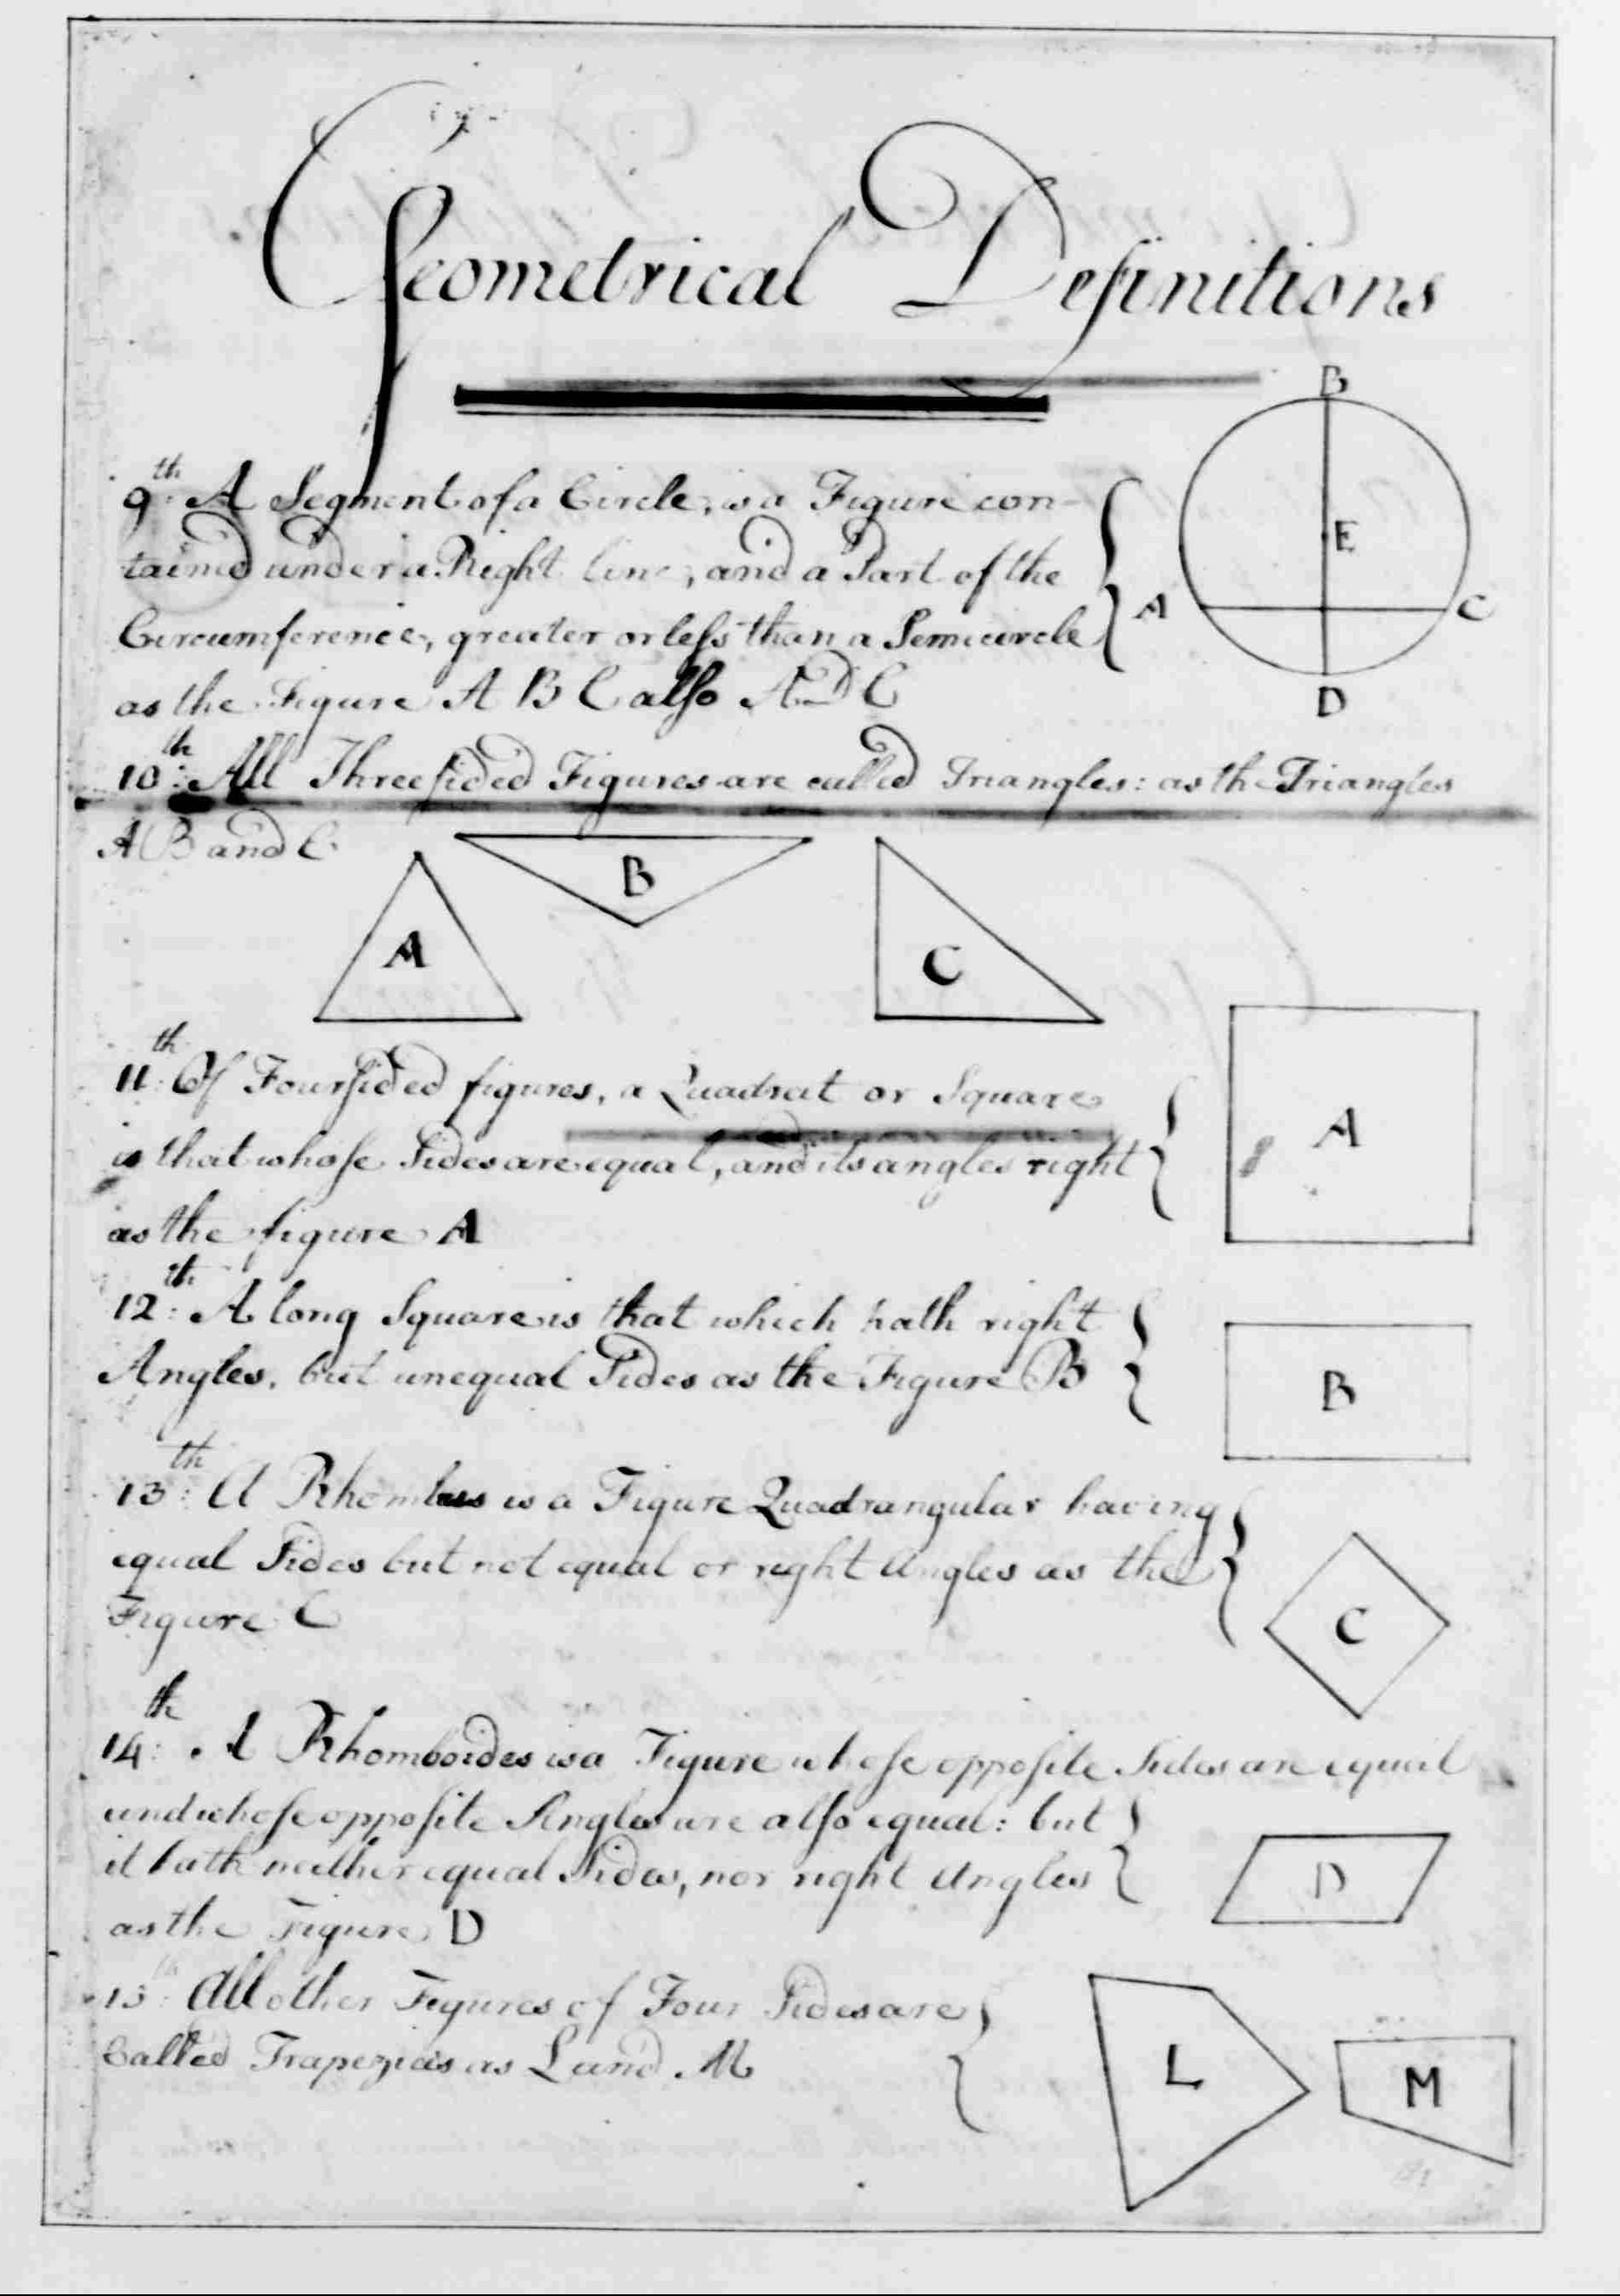 Geometrical Definitions
9th: A Segment of a Circle, is a Figure con-
tained under a Right line, and a Part of the
Circumference, greater or leſs than a Semicircle
as the Figure A B C alſo A D C
B
E
A
C
D
10th: All Three ſided Figures are called Triangles: as the Triangles
A B and C
A
B
C
11th: Of Fourſided figures, a Quadrat or Square
is that whoſe Sides are equal, and its angles right
as the figure A
A
12th: A long Square is that which hath right
Angles, but unequal Sides as the Figure B
B
13th: A Rhombus is a Figure Quadrangular having
equal Sides but not equal or right Angles as the
Figure C
C
14th: A Rhomboides is a Figure whoſe oppoſite Sides are equal
and whoſe oppoſite Angles are alſo equal: but
it hath neither equal Sides, nor right Angles
as the Figure D
D
15th: All other Figures of Four Sides are
Called Trapezias as L and M
L
M